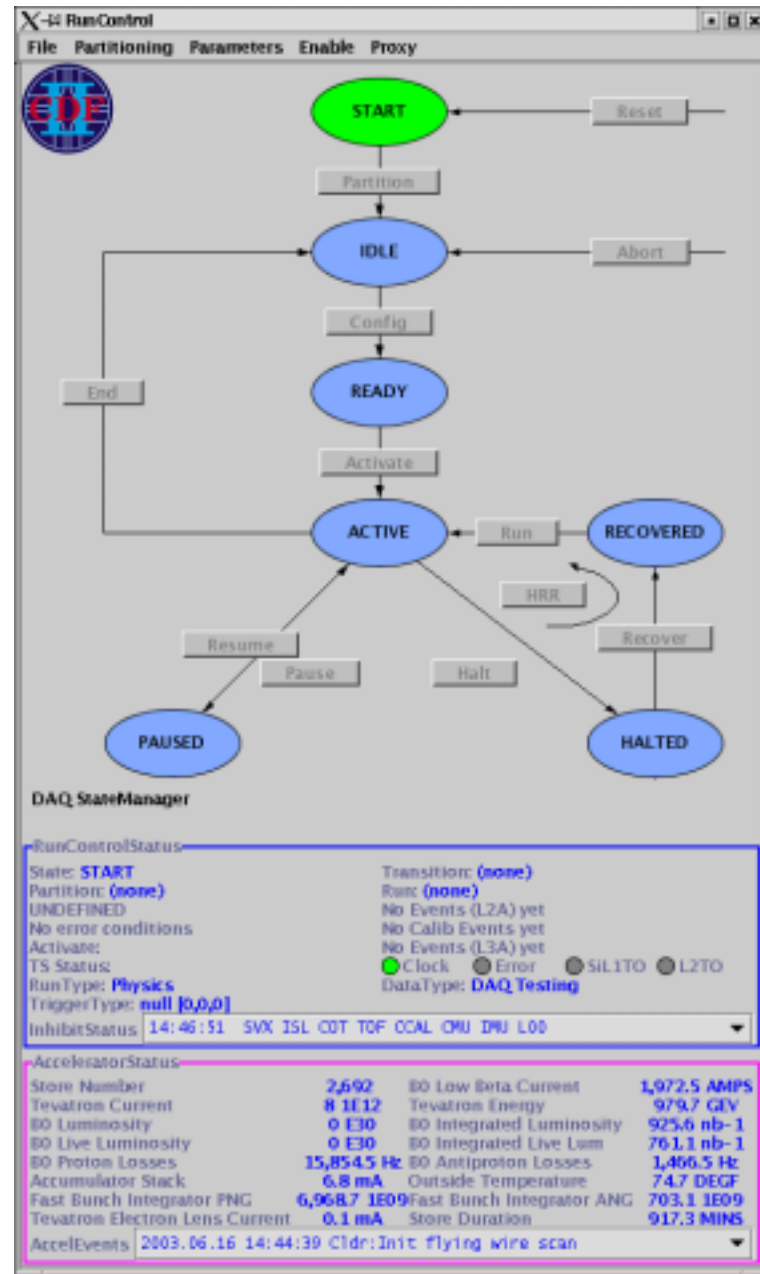 RunControl
File Partitioning Parameters Enable Proxy
CDF II
START
Reset
Partition
IDLE
Abort
Config
End
READY
Activate
ACTIVE
Run
RECOVERED
HRR
Resume
Recover
Pause
Halt
PAUSED
HALTED
DAQ StateManager
RunControlStatus
State: START Transition: (none)
Partition: (none) Run: (none)
UNDEFINED No Events (L2A) yet
No error conditions No Calib Events yet
Activate: No Events (L3A) yet
TS Status: Clock Error SiL1TO L2TO
RunType: Physics DataType: DAQ Testing
TriggerType: null [0,0,0]
InhibitStatus 14:46:51 SVX ISL COT TOF CCAL CMU IMU L00
AcceleratorStatus
Store Number 2,692 B0 Low Beta Current 1,972.5 AMPS
Tevatron Current 8 1E12 Tevatron Energy 979.7 GEV
B0 Luminosity 0 E30 B0 Integrated Luminosity 925.6 nb-1
B0 Live Luminosity 0 E30 B0 Integrated Live Lum 761.1 nb-1
B0 Proton Losses 15,854.5 Hz B0 Antiproton Losses 1,466.5 Hz
Accumulator Stack 6.8 mA Outside Temperature 74.7 DEGF
Fast Bunch Integrator PNG 6,968.7 1E09 Fast Bunch Integrator ANG 703.1 1E09
Tevatron Electron Lens Current 0.1 mA Store Duration 917.3 MINS
AccelEvents 2003.06.16 14:44:39 Cldr:Init flying wire scan